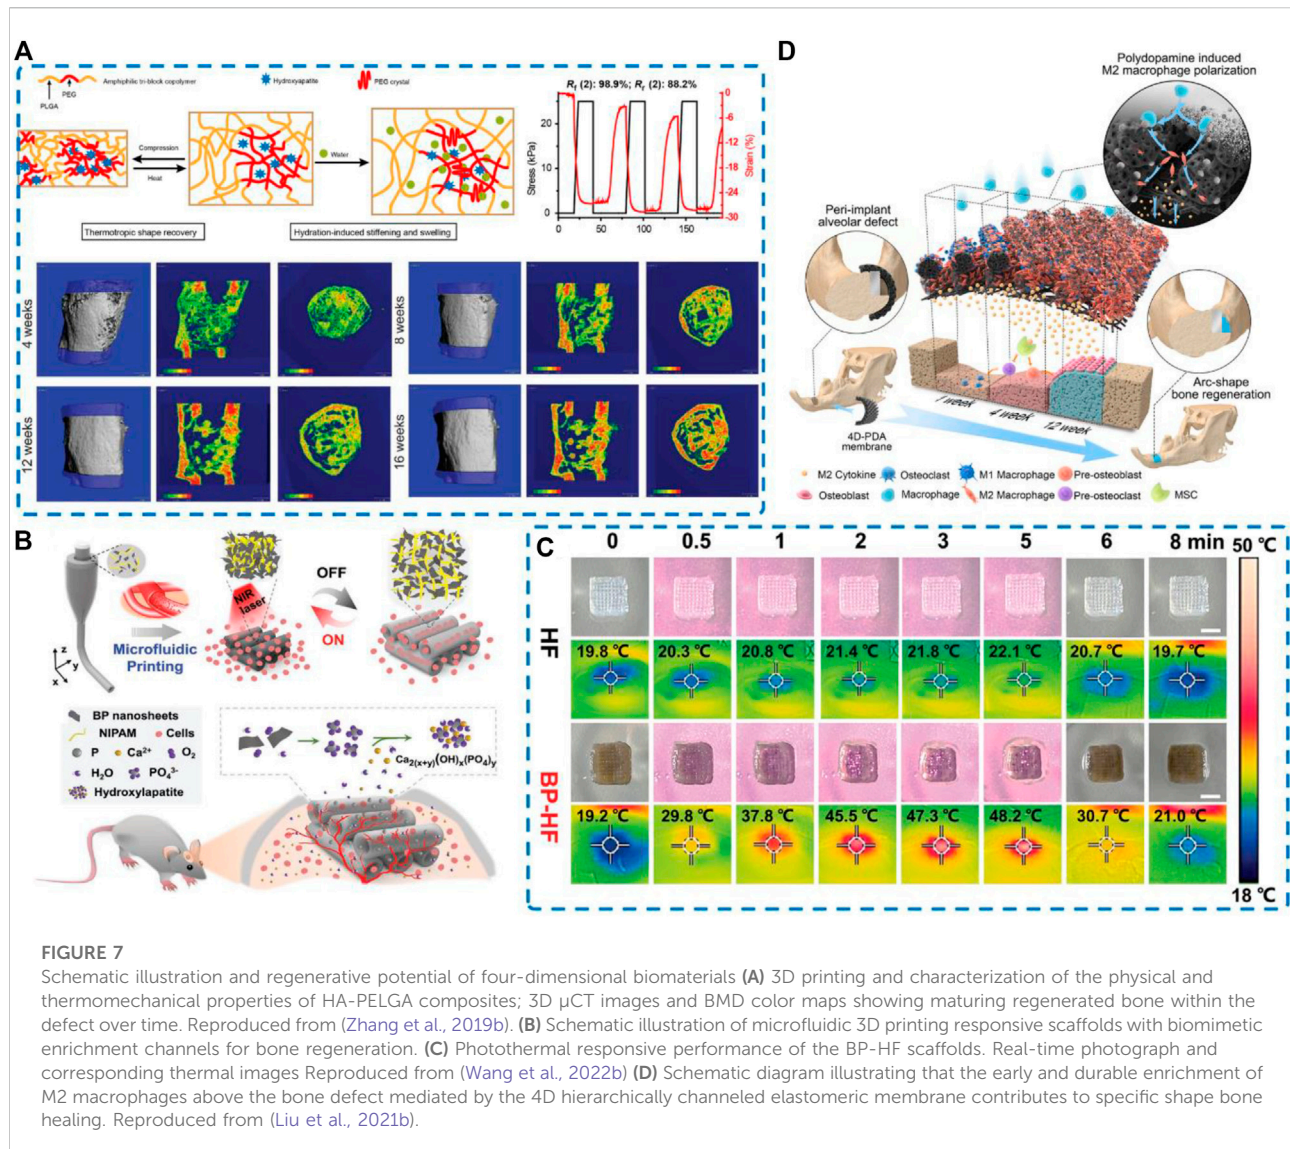 A
Amphiphilic tri-block copolymer
Hydroxyapatite
PEG crystal
PEG
PLGA
Compression
Heat
Water
Thermotropic shape recovery
Hydration-induced stiffening and swelling
Rf (2): 98.9%; Rr (2): 88.2%
Stress (kPa)
20
10
0
0 50 100 150
0
-6
-12
-18
-24
-30
Strain (%)
4 weeks
8 weeks
12 weeks
16 weeks
D
Polydopamine induced
M2 macrophage polarization
Peri-implant
alveolar defect
1 week
4 week
12 week
Arc-shape
bone regeneration
4D-PDA
membrane
M2 Cytokine
Osteoclast
M1 Macrophage
Pre-osteoblast
Osteoblast
Macrophage
M2 Macrophage
Pre-osteoclast
MSC
B
NIR
laser
OFF
ON
Microfluidic
Printing
z
y
x
BP nanosheets
NIPAM
Cells
P
Ca2+
O2
H2O
PO43-
Hydroxylapatite
Ca2(x+y)(OH)x(PO4)y
C
0 0.5 1 2 3 5 6 8 min
50 ℃
HF
19.8 ℃ 20.3 ℃ 20.8 ℃ 21.4 ℃ 21.8 ℃ 22.1 ℃ 20.7 ℃ 19.7 ℃
BP-HF
19.2 ℃ 29.8 ℃ 37.8 ℃ 45.5 ℃ 47.3 ℃ 48.2 ℃ 30.7 ℃ 21.0 ℃
18 ℃
FIGURE 7
Schematic illustration and regenerative potential of four-dimensional biomaterials (A) 3D printing and characterization of the physical and
thermomechanical properties of HA-PELGA composites; 3D µCT images and BMD color maps showing maturing regenerated bone within the
defect over time. Reproduced from (Zhang et al., 2019b). (B) Schematic illustration of microfluidic 3D printing responsive scaffolds with biomimetic
enrichment channels for bone regeneration. (C) Photothermal responsive performance of the BP-HF scaffolds. Real-time photograph and
corresponding thermal images Reproduced from (Wang et al., 2022b) (D) Schematic diagram illustrating that the early and durable enrichment of
M2 macrophages above the bone defect mediated by the 4D hierarchically channeled elastomeric membrane contributes to specific shape bone
healing. Reproduced from (Liu et al., 2021b).